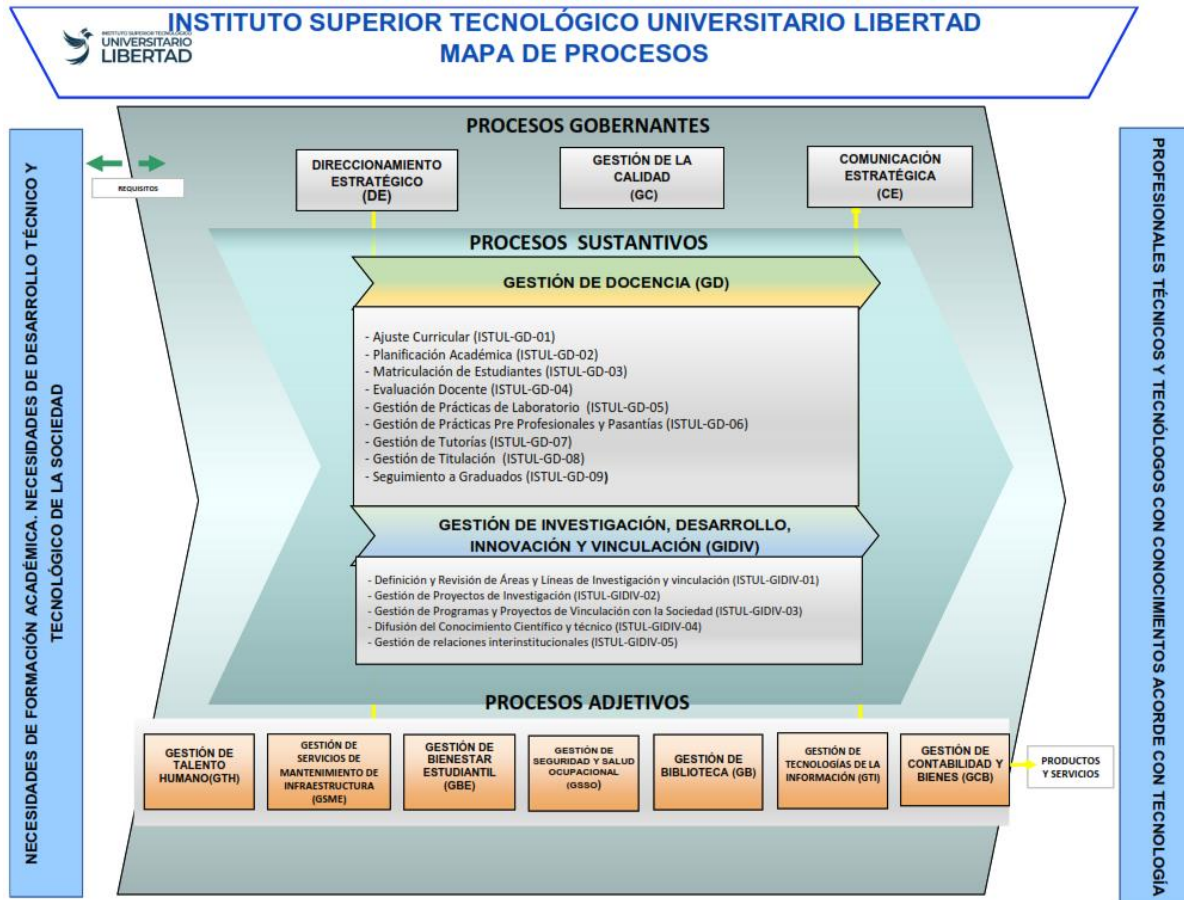 INSTITUTO SUPERIOR TECNOLÓGICO UNIVERSITARIO LIBERTAD
MAPA DE PROCESOS
INSTITUTO SUPERIOR TECNOLÓGICO
UNIVERSITARIO
LIBERTAD
NECESIDADES DE FORMACIÓN ACADÉMICA. NECESIDADES DE DESARROLLO TÉCNICO Y
TECNOLÓGICO DE LA SOCIEDAD
REQUISITOS
PROCESOS GOBERNANTES
DIRECCIONAMIENTO
ESTRATÉGICO
(DE)
GESTIÓN DE LA
CALIDAD
(GC)
COMUNICACIÓN
ESTRATÉGICA
(CE)
PROCESOS SUSTANTIVOS
GESTIÓN DE DOCENCIA (GD)
- Ajuste Curricular (ISTUL-GD-01)
- Planificación Académica (ISTUL-GD-02)
- Matriculación de Estudiantes (ISTUL-GD-03)
- Evaluación Docente (ISTUL-GD-04)
- Gestión de Prácticas de Laboratorio (ISTUL-GD-05)
- Gestión de Prácticas Pre Profesionales y Pasantías (ISTUL-GD-06)
- Gestión de Tutorías (ISTUL-GD-07)
- Gestión de Titulación (ISTUL-GD-08)
- Seguimiento a Graduados (ISTUL-GD-09)
GESTIÓN DE INVESTIGACIÓN, DESARROLLO,
INNOVACIÓN Y VINCULACIÓN (GIDIV)
- Definición y Revisión de Áreas y Líneas de Investigación y vinculación (ISTUL-GIDIV-01)
- Gestión de Proyectos de Investigación (ISTUL-GIDIV-02)
- Gestión de Programas y Proyectos de Vinculación con la Sociedad (ISTUL-GIDIV-03)
- Difusión del Conocimiento Científico y técnico (ISTUL-GIDIV-04)
- Gestión de relaciones interinstitucionales (ISTUL-GIDIV-05)
PROCESOS ADJETIVOS
GESTIÓN DE
TALENTO
HUMANO(GTH)
GESTIÓN DE
SERVICIOS DE
MANTENIMIENTO DE
INFRAESTRUCTURA
(GSME)
GESTIÓN DE
BIENESTAR
ESTUDIANTIL
(GBE)
GESTIÓN DE
SEGURIDAD Y SALUD
OCUPACIONAL
(GSSO)
GESTIÓN DE
BIBLIOTECA (GB)
GESTIÓN DE
TECNOLOGÍAS DE LA
INFORMACIÓN (GTI)
GESTIÓN DE
CONTABILIDAD Y
BIENES (GCB)
PRODUCTOS
Y SERVICIOS
PROFESIONALES TÉCNICOS Y TECNÓLOGOS CON CONOCIMIENTOS ACORDE CON TECNOLOGÍA